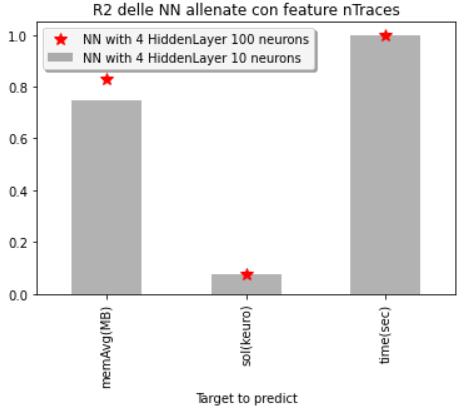 R2 delle NN allenate con feature nTraces
NN with 4 HiddenLayer 100 neurons
NN with 4 HiddenLayer 10 neurons
1.0
0.8
0.6
0.4
0.2
0.0
memAvg(MB)
sol(keuro)
time(sec)
Target to predict